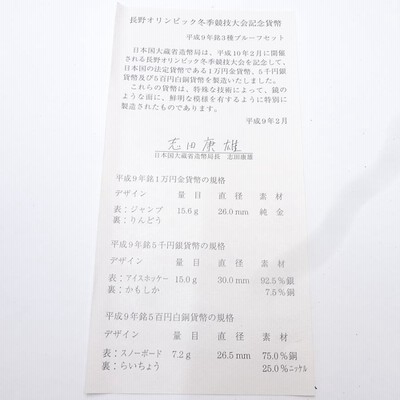 長野オリンピック冬季競技大会記念貨幣
平成9年銘3種プルーフセット
日本国大蔵省造幣局は、平成10年2月に開催
される長野オリンピック冬季競技大会を記念して、
日本国の法定貨幣である1万円金貨幣、5千円銀
貨幣及び5百円白銅貨幣を製造いたしました。
これらの貨幣は、特殊な技術によって、鏡の
ような面に、鮮明な模様を有するように特別に
製造されたものであります。
平成9年2月
志田康雄
日本国大蔵省造幣局長 志田康雄
平成9年銘1万円金貨幣の規格
デザイン 量目 直径 素材
表:ジャンプ 15.6g 26.0mm 純金
裏:りんどう
平成9年銘5千円銀貨幣の規格
デザイン 量目 直径 素材
表:アイスホッケー 15.0g 30.0mm 92.5%銀
裏:かもしか 7.5%銅
平成9年銘5百円白銅貨幣の規格
デザイン 量目 直径 素材
表:スノーボード 7.2g 26.5mm 75.0%銅
裏:らいちょう 25.0%ニッケル